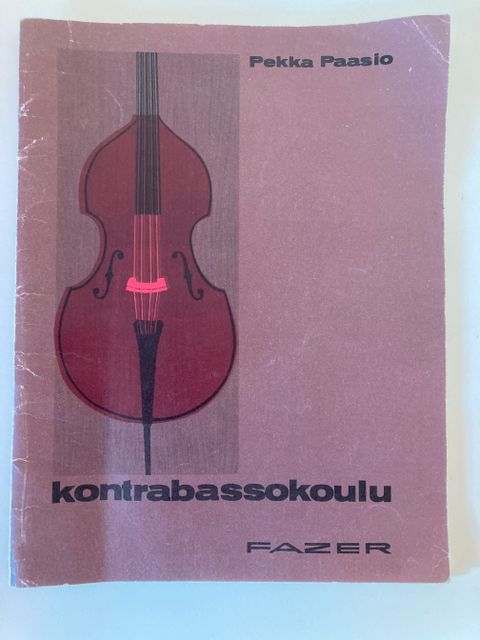 Pekka Paasio
kontrabassokoulu
FAZER